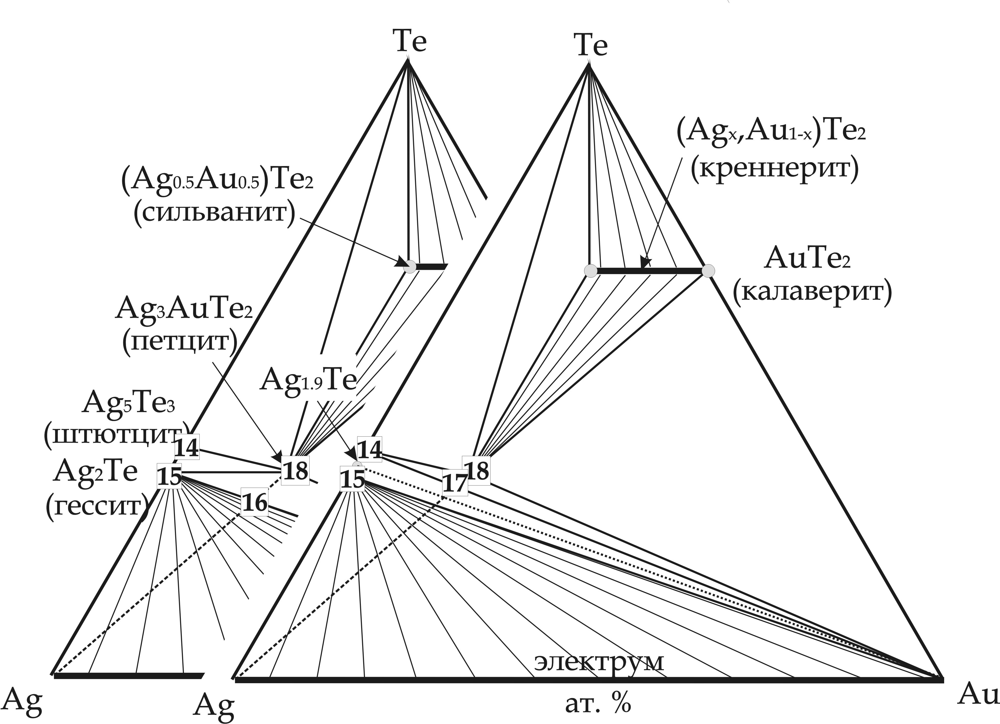 Te
Te
(Agx,Au1-x)Te2
(креннерит)
(Ag0.5Au0.5)Te2
(сильванит)
AuTe2
(калаверит)
Ag3AuTe2
(петцит)
Ag1.9Te
Ag5Te3
(штютцит)
14
14
Ag2Te
(гессит)
15
18
15
17
18
16
электрум
Ag
Ag
ат. %
Au